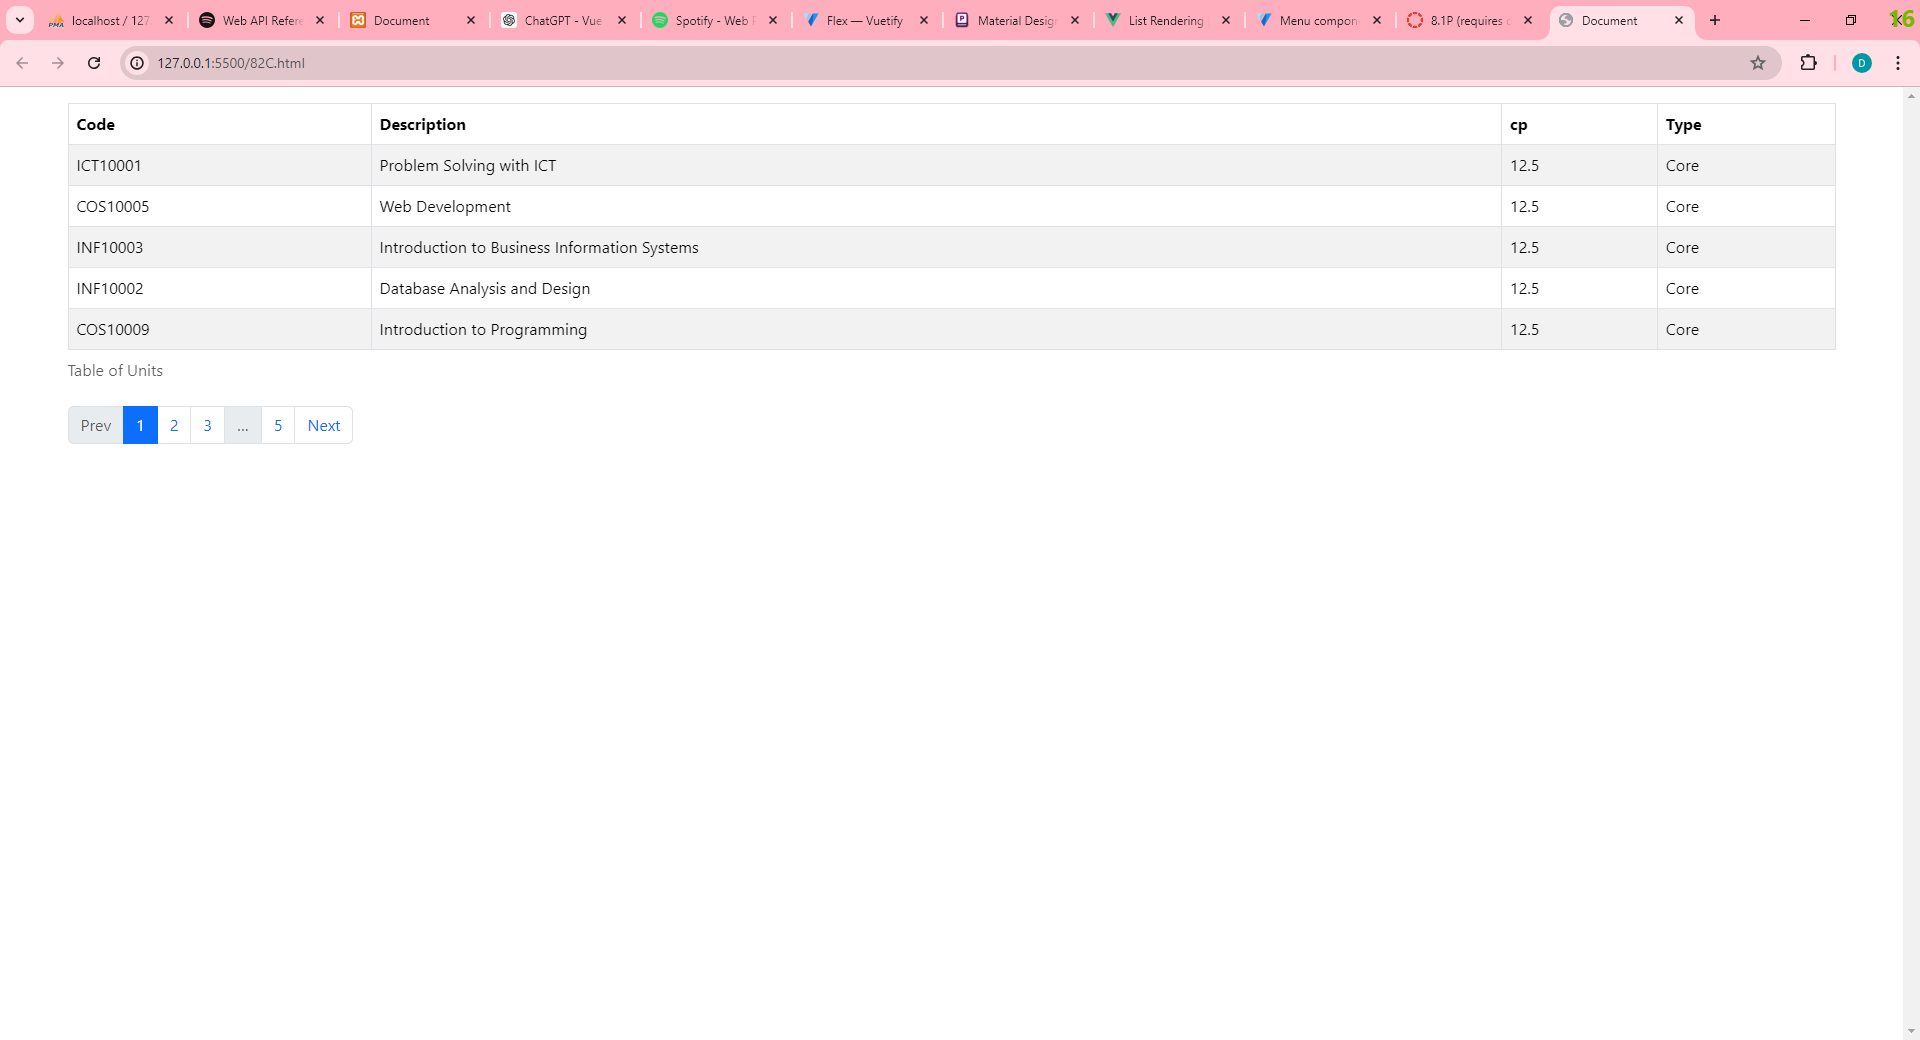 localhost / 127.
Web API Refere
Document
ChatGPT - Vue
Spotify - Web P
Flex — Vuetify
Material Design
List Rendering
Menu compon
8.1P (requires c
Document
16
127.0.0.1:5500/82C.html
D
Code Description cp Type
ICT10001 Problem Solving with ICT 12.5 Core
COS10005 Web Development 12.5 Core
INF10003 Introduction to Business Information Systems 12.5 Core
INF10002 Database Analysis and Design 12.5 Core
COS10009 Introduction to Programming 12.5 Core
Table of Units
Prev 1 2 3 ... 5 Next